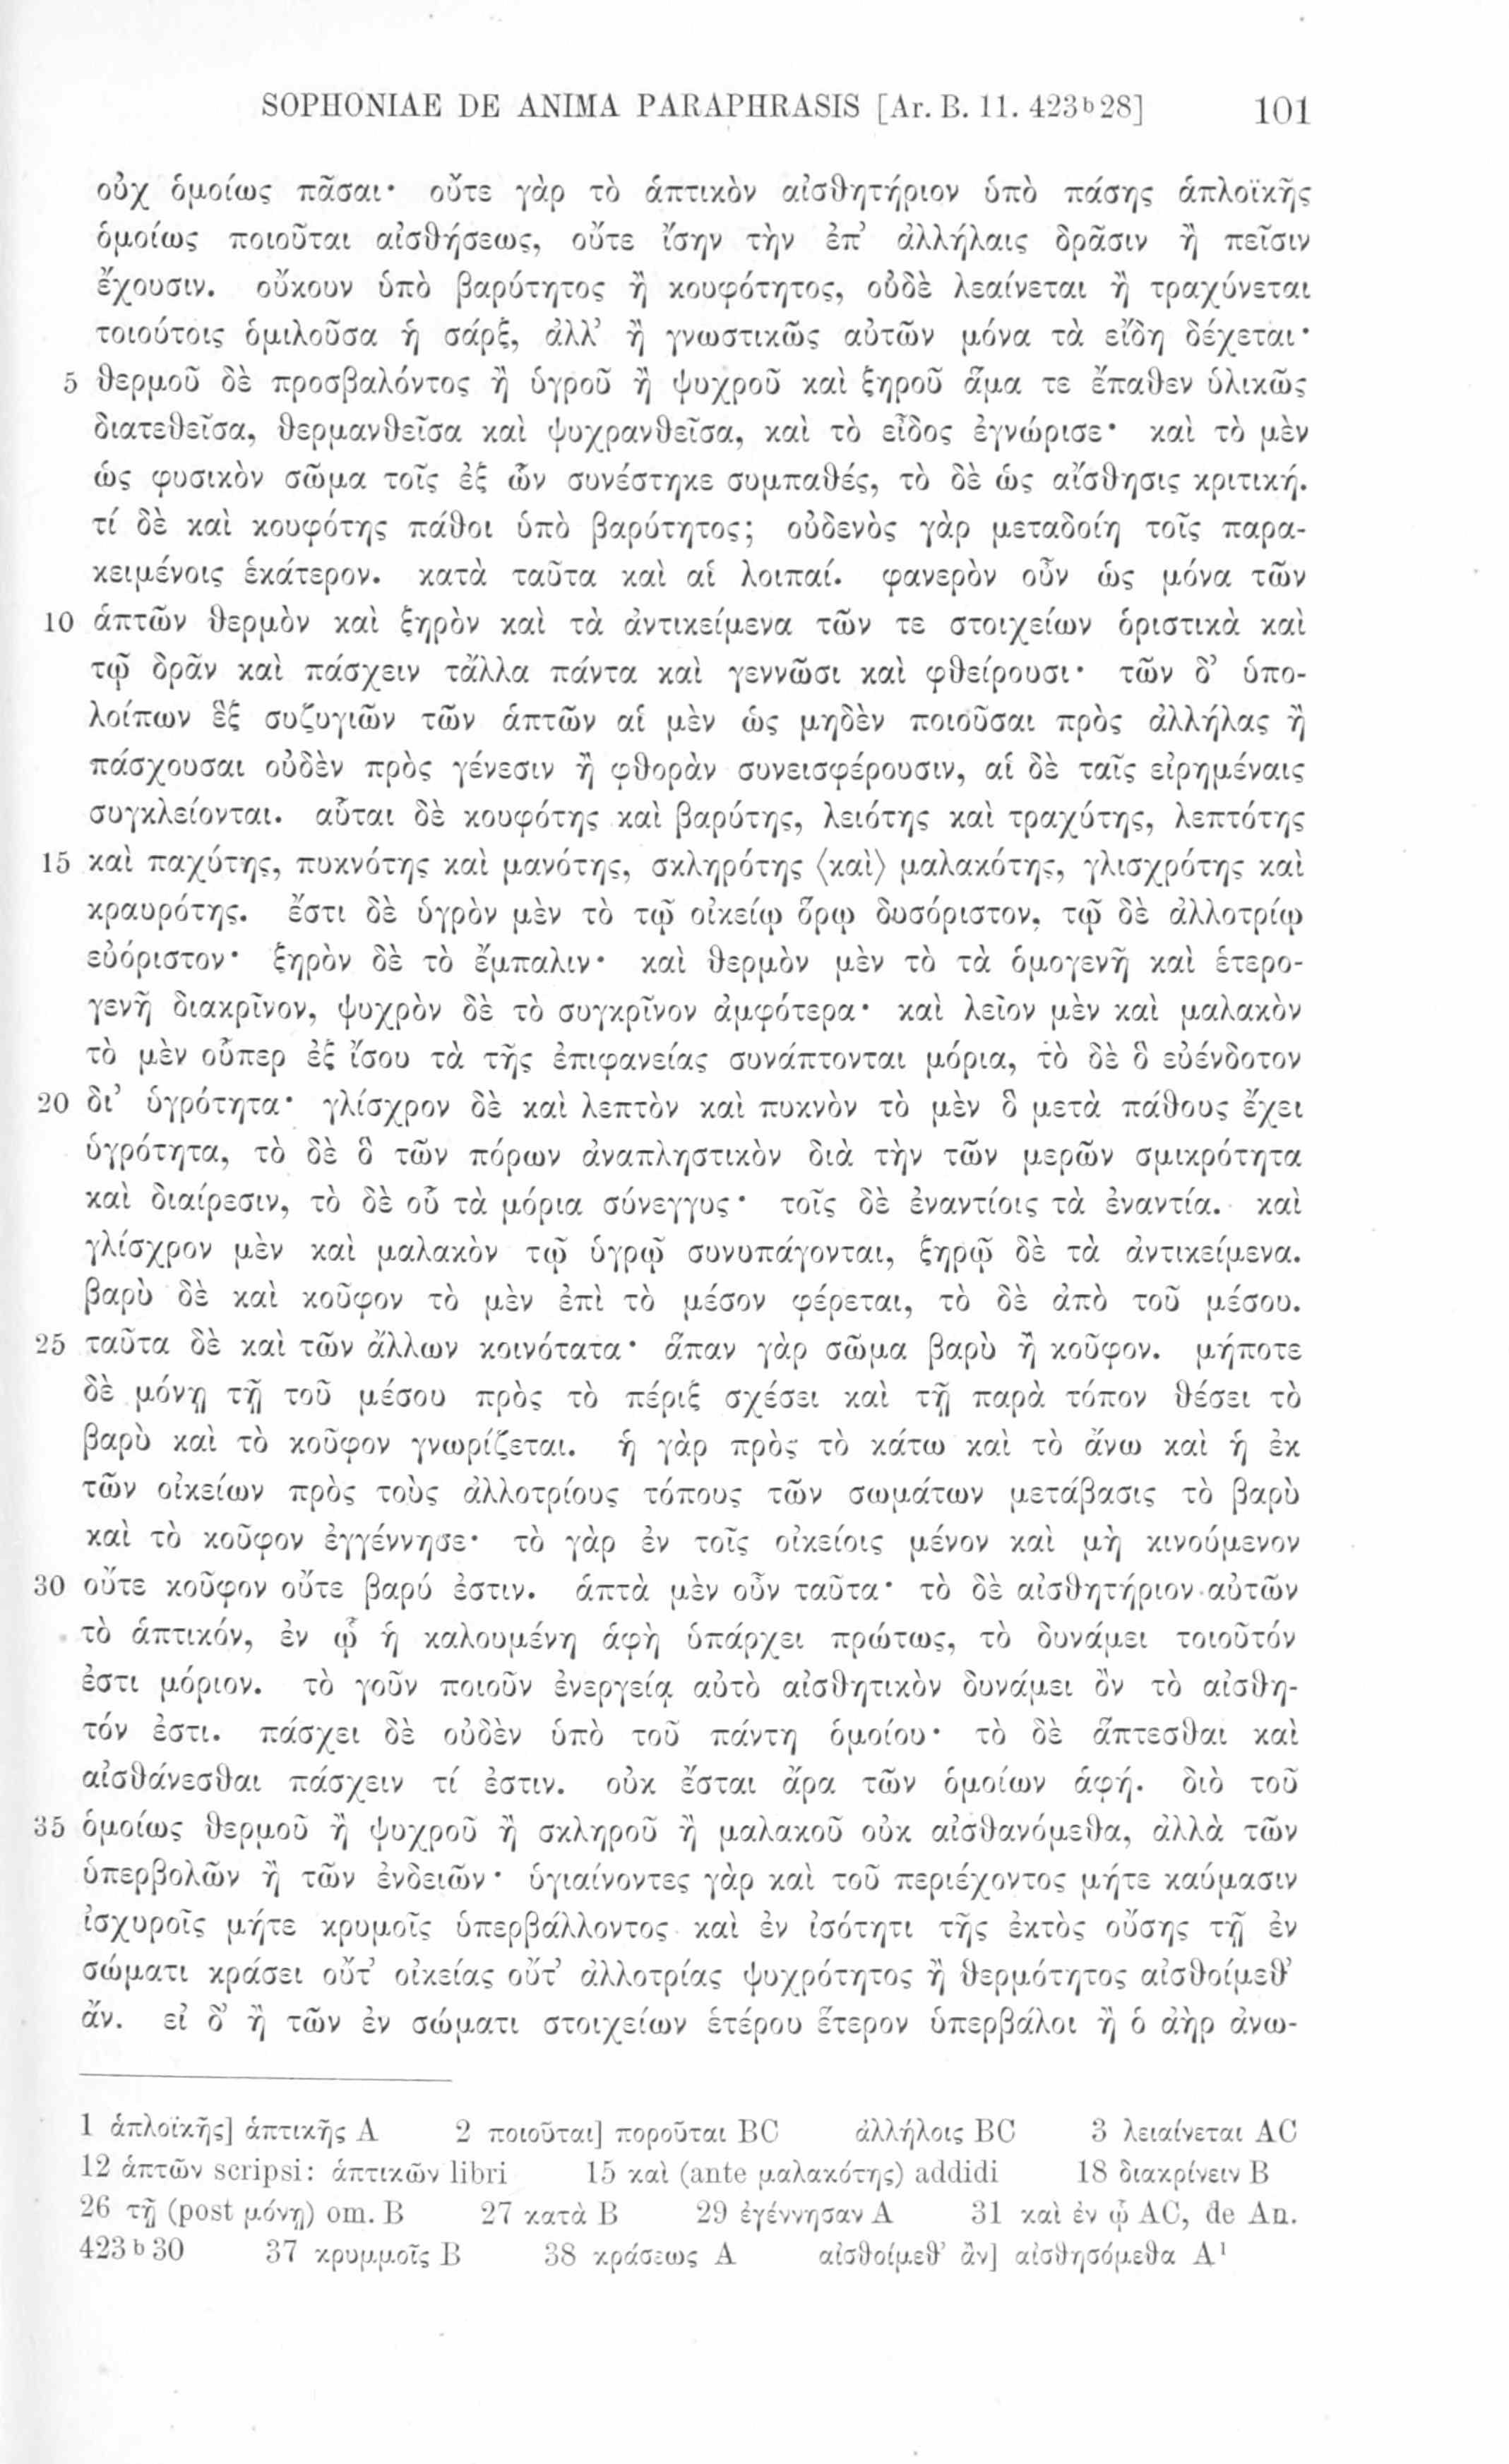 SOPHONIAE DE ANIMA PARAPHRASIS [Ar. B. 11. 423ᵇ28] 101
οὐχ ὁμοίως πᾶσαι· οὔτε γὰρ τὸ ἁπτικὸν αἰσθητήριον ὑπὸ πάσης ἁπλοϊκῆς
ὁμοίως ποιοῦται αἰσθήσεως, οὔτε ἴσην τὴν ἐπ’ ἀλλήλαις δρᾶσιν ἢ πεῖσιν
ἔχουσιν. οὔκουν ὑπὸ βαρύτητος ἢ κουφότητος, οὐδὲ λεαίνεται ἢ τραχύνεται
τοιούτοις ὁμιλοῦσα ἡ σάρξ, ἀλλ’ ἢ γνωστικῶς αὐτῶν μόνα τὰ εἴδη δέχεται·
5 θερμοῦ δὲ προσβαλόντος ἢ ὑγροῦ ἢ ψυχροῦ καὶ ξηροῦ ἅμα τε ἔπαθεν ὑλικῶς
διατεθεῖσα, θερμανθεῖσα καὶ ψυχρανθεῖσα, καὶ τὸ εἶδος ἐγνώρισε· καὶ τὸ μὲν
ὡς φυσικὸν σῶμα τοῖς ἐξ ὧν συνέστηκε συμπαθές, τὸ δὲ ὡς αἴσθησις κριτική.
τί δὲ καὶ κουφότης πάθοι ὑπὸ βαρύτητος; οὐδενὸς γὰρ μεταδοίη τοῖς παρα-
κειμένοις ἑκάτερον. κατὰ ταῦτα καὶ αἱ λοιπαί. φανερὸν οὖν ὡς μόνα τῶν
10 ἁπτῶν θερμὸν καὶ ξηρὸν καὶ τὰ ἀντικείμενα τῶν τε στοιχείων ὁριστικὰ καὶ
τῷ δρᾶν καὶ πάσχειν τἄλλα πάντα καὶ γεννῶσι καὶ φθείρουσι· τῶν δ’ ὑπο-
λοίπων ἓξ συζυγιῶν τῶν ἁπτῶν αἱ μὲν ὡς μηδὲν ποιοῦσαι πρὸς ἀλλήλας ἢ
πάσχουσαι οὐδὲν πρὸς γένεσιν ἢ φθορὰν συνεισφέρουσιν, αἱ δὲ ταῖς εἰρημέναις
συγκλείονται. αὗται δὲ κουφότης καὶ βαρύτης, λειότης καὶ τραχύτης, λεπτότης
15 καὶ παχύτης, πυκνότης καὶ μανότης, σκληρότης ⟨καὶ⟩ μαλακότης, γλισχρότης καὶ
κραυρότης. ἔστι δὲ ὑγρὸν μὲν τὸ τῷ οἰκείῳ ὅρῳ δυσόριστον, τῷ δὲ ἀλλοτρίῳ
εὐόριστον· ξηρὸν δὲ τὸ ἔμπαλιν· καὶ θερμὸν μὲν τὸ τὰ ὁμογενῆ καὶ ἑτερο-
γενῆ διακρῖνον, ψυχρὸν δὲ τὸ συγκρῖνον ἀμφότερα· καὶ λεῖον μὲν καὶ μαλακὸν
τὸ μὲν οὗπερ ἐξ ἴσου τὰ τῆς ἐπιφανείας συνάπτονται μόρια, τὸ δὲ ὃ εὐένδοτον
20 δι’ ὑγρότητα· γλίσχρον δὲ καὶ λεπτὸν καὶ πυκνὸν τὸ μὲν ὃ μετὰ πάθους ἔχει
ὑγρότητα, τὸ δὲ ὃ τῶν πόρων ἀναπληστικὸν διὰ τὴν τῶν μερῶν σμικρότητα
καὶ διαίρεσιν, τὸ δὲ οὗ τὰ μόρια σύνεγγυς· τοῖς δὲ ἐναντίοις τὰ ἐναντία. καὶ
γλίσχρον μὲν καὶ μαλακὸν τῷ ὑγρῷ συνυπάγονται, ξηρῷ δὲ τὰ ἀντικείμενα.
βαρὺ δὲ καὶ κοῦφον τὸ μὲν ἐπὶ τὸ μέσον φέρεται, τὸ δὲ ἀπὸ τοῦ μέσου.
25 ταῦτα δὲ καὶ τῶν ἄλλων κοινότατα· ἅπαν γὰρ σῶμα βαρὺ ἢ κοῦφον. μήποτε
δὲ μόνῃ τῇ τοῦ μέσου πρὸς τὸ πέριξ σχέσει καὶ τῇ παρὰ τόπον θέσει τὸ
βαρὺ καὶ τὸ κοῦφον γνωρίζεται. ἡ γὰρ πρὸς τὸ κάτω καὶ τὸ ἄνω καὶ ἡ ἐκ
τῶν οἰκείων πρὸς τοὺς ἀλλοτρίους τόπους τῶν σωμάτων μετάβασις τὸ βαρὺ
καὶ τὸ κοῦφον ἐγγέννησε· τὸ γὰρ ἐν τοῖς οἰκείοις μένον καὶ μὴ κινούμενον
30 οὔτε κοῦφον οὔτε βαρύ ἐστιν. ἁπτὰ μὲν οὖν ταῦτα· τὸ δὲ αἰσθητήριον αὐτῶν
τὸ ἁπτικόν, ἐν ᾧ ἡ καλουμένη ἁφὴ ὑπάρχει πρώτως, τὸ δυνάμει τοιοῦτόν
ἐστι μόριον. τὸ γοῦν ποιοῦν ἐνεργείᾳ αὐτὸ αἰσθητικὸν δυνάμει ὂν τὸ αἰσθη-
τόν ἐστι. πάσχει δὲ οὐδὲν ὑπὸ τοῦ πάντη ὁμοίου· τὸ δὲ ἅπτεσθαι καὶ
αἰσθάνεσθαι πάσχειν τί ἐστιν. οὐκ ἔσται ἄρα τῶν ὁμοίων ἁφή. διὸ τοῦ
35 ὁμοίως θερμοῦ ἢ ψυχροῦ ἢ σκληροῦ ἢ μαλακοῦ οὐκ αἰσθανόμεθα, ἀλλὰ τῶν
ὑπερβολῶν ἢ τῶν ἐνδειῶν· ὑγιαίνοντες γὰρ καὶ τοῦ περιέχοντος μήτε καύμασιν
ἰσχυροῖς μήτε κρυμοῖς ὑπερβάλλοντος καὶ ἐν ἰσότητι τῆς ἐκτὸς οὔσης τῇ ἐν
σώματι κράσει οὔτ’ οἰκείας οὔτ’ ἀλλοτρίας ψυχρότητος ἢ θερμότητος αἰσθοίμεθ’
ἄν. εἰ δ’ ἢ τῶν ἐν σώματι στοιχείων ἑτέρου ἕτερον ὑπερβάλοι ἢ ὁ ἀὴρ ἀνω-
1 ἁπλοϊκῆς] ἁπτικῆς A 2 ποιοῦται] ποροῦται BC ἀλλήλοις BC 3 λειαίνεται AC
12 ἁπτῶν scripsi: ἁπτικῶν libri 15 καὶ (ante μαλακότης) addidi 18 διακρίνειν B
26 τῇ (post μόνῃ) om. B 27 κατὰ B 29 ἐγέννησαν A 31 καὶ ἐν ᾧ AC, de An.
423ᵇ30 37 κρυμμοῖς B 38 κράσεως A αἰσθοίμεθ’ ἄν] αἰσθησόμεθα A¹